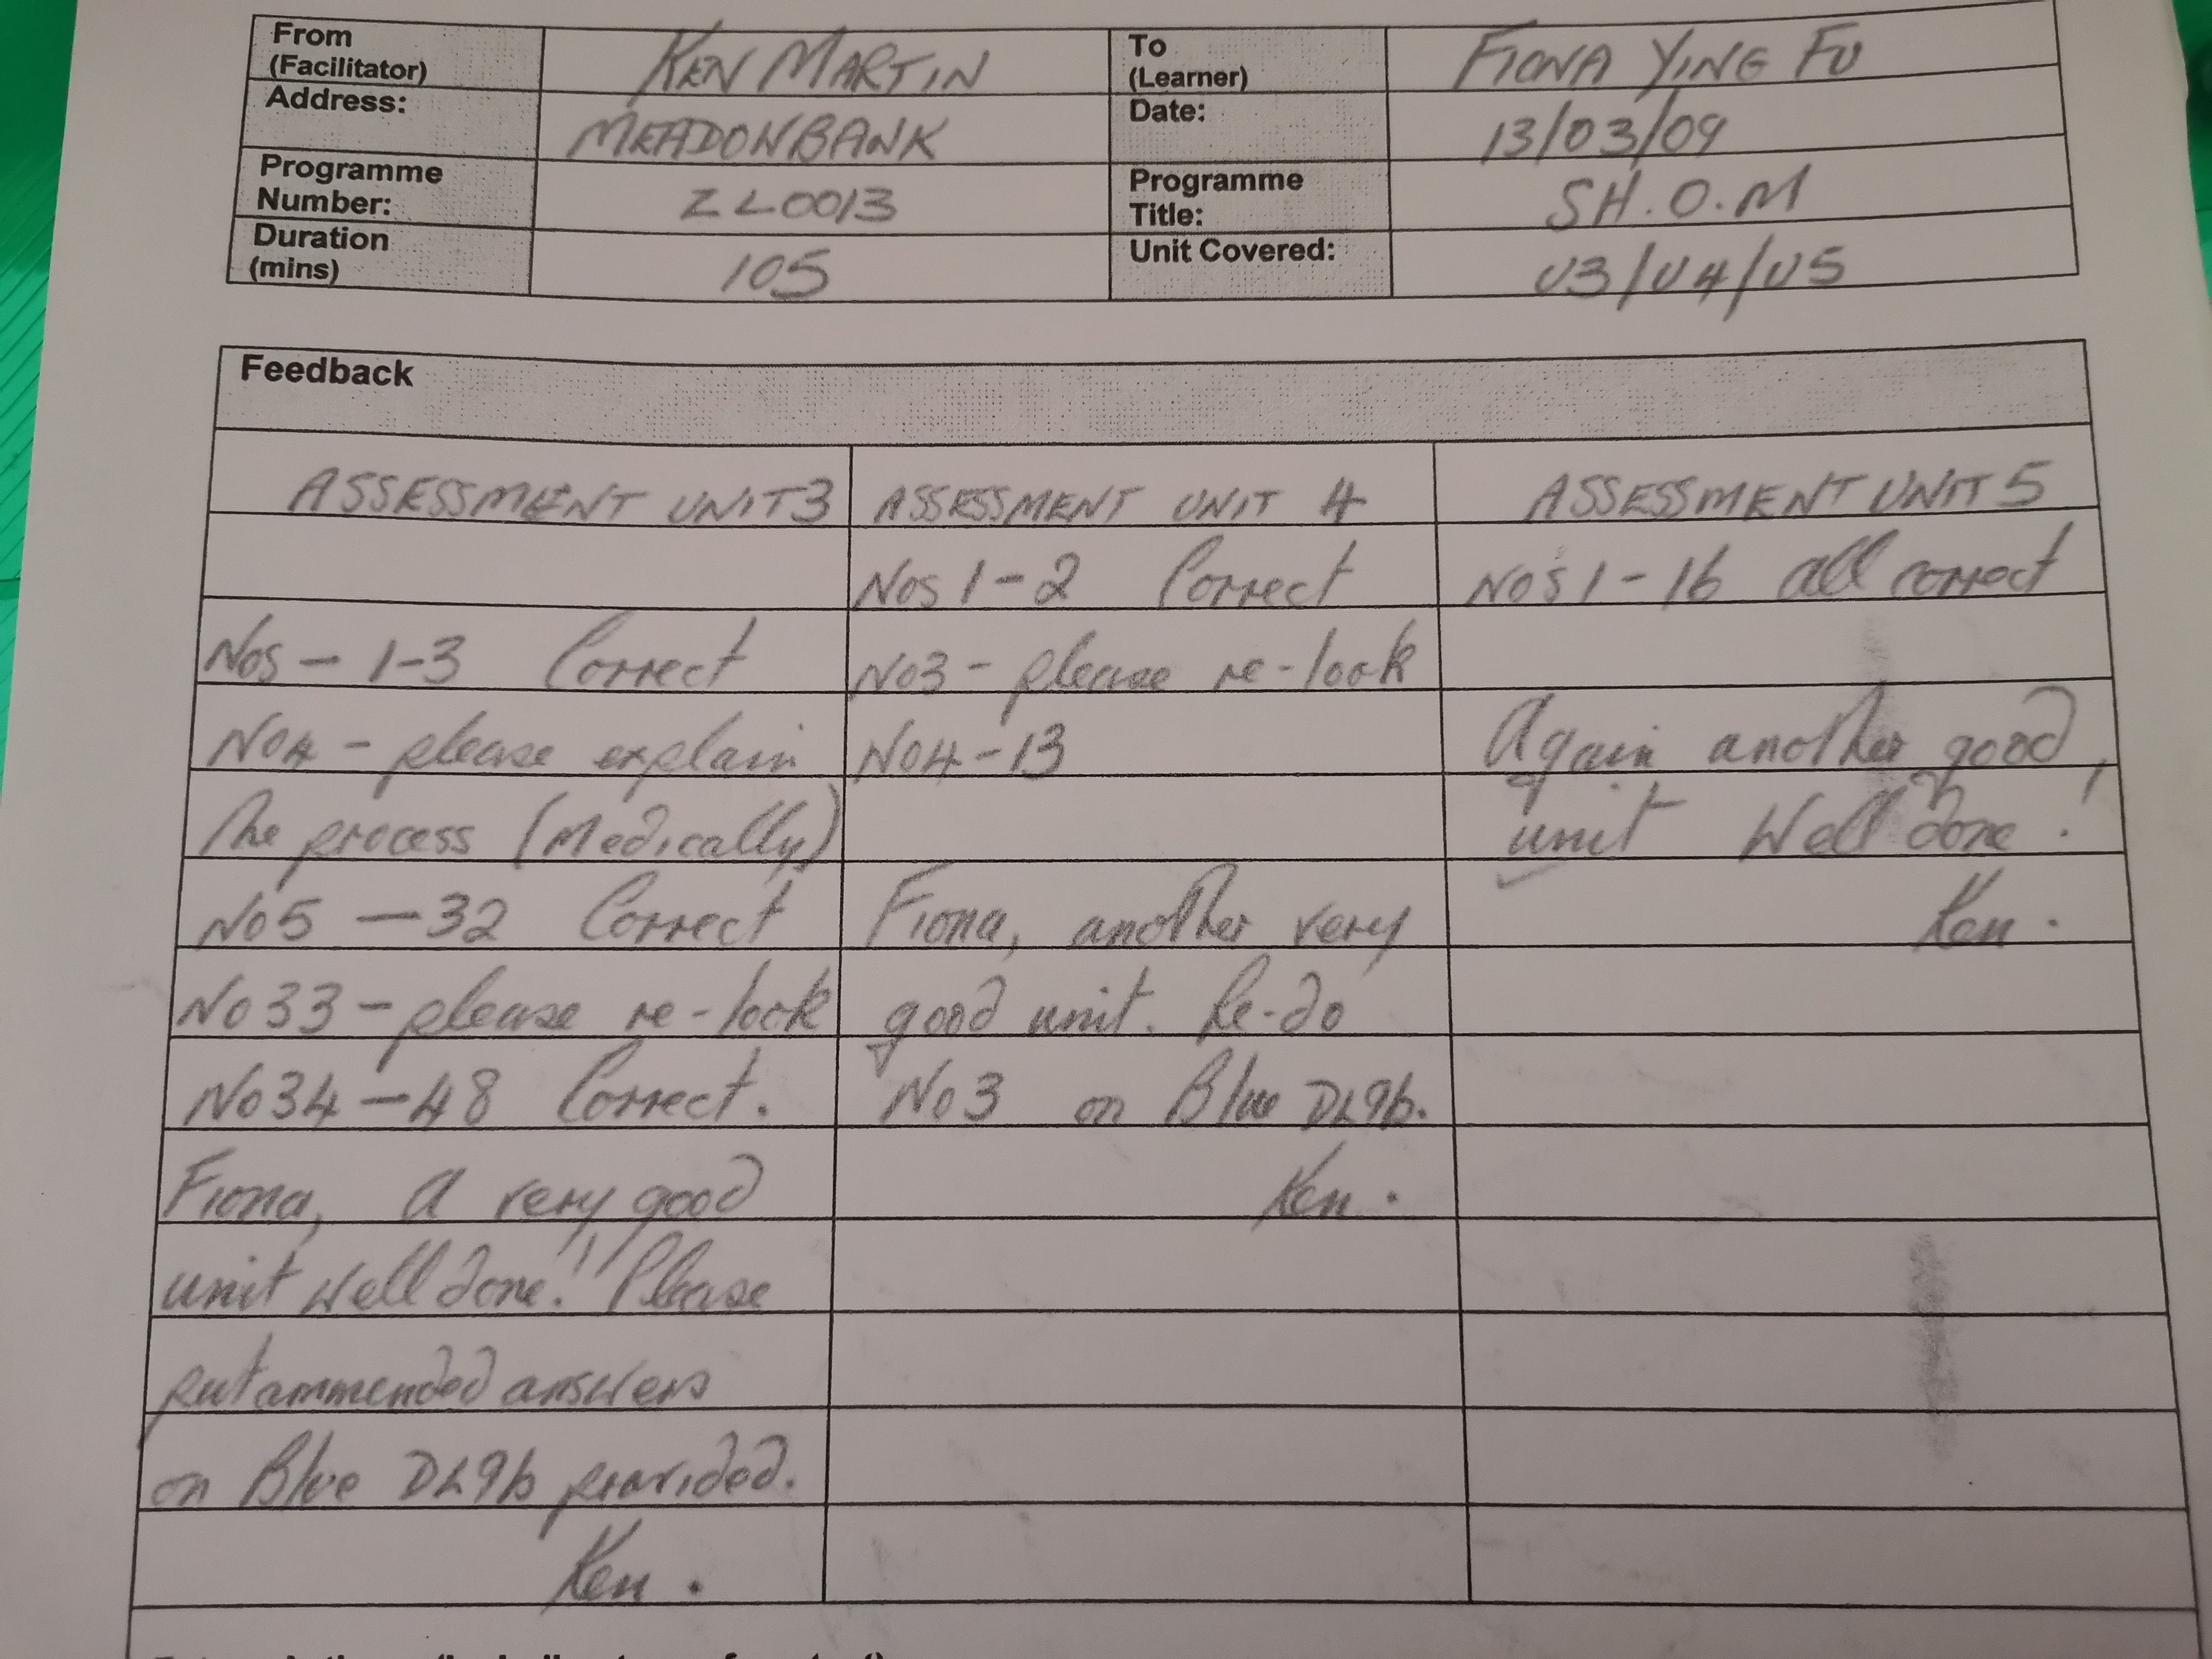 From (Facilitator) KEN MARTIN To (Learner) FIONA YING FU
Address: MEADOWBANK Date: 13/03/09
Programme Number: ZL0013 Programme Title: SH.O.M
Duration (mins) 105 Unit Covered: U3/U4/U5
Feedback
ASSESSMENT UNIT 3
Nos - 1-3 Correct
No4 - please explain
The process (Medically)
No5 - 32 Correct
No33 - please re-look
No34 - 48 Correct.
Fiona, a very good
unit well done!! Please
put ammended answers
on Blue DL9b provided.
Ken.
ASSESSMENT UNIT 4
Nos 1-2 Correct
No3 - please re-look
No4-13
Fiona, another very
good unit. Re-do
No3 on Blue DL9b.
Ken.
ASSESSMENT UNIT 5
NOS 1-16 all correct
Again another good
unit Well done!
Ken.